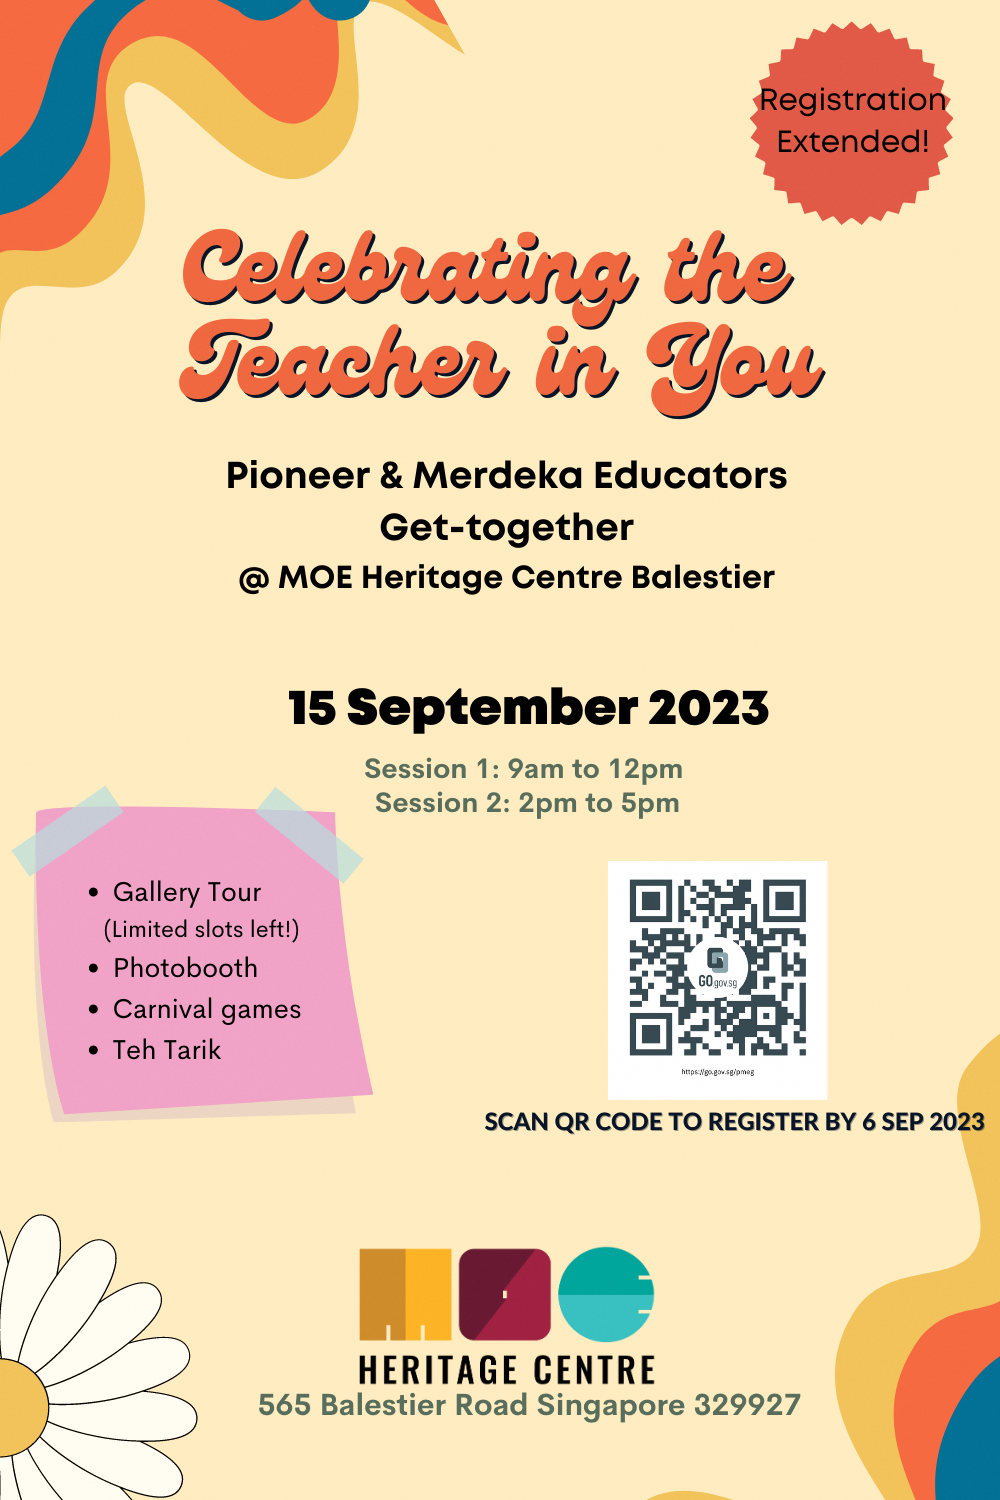 Registration
Extended!
Celebrating the
Teacher in You
Pioneer & Merdeka Educators
Get-together
@ MOE Heritage Centre Balestier
15 September 2023
Session 1: 9am to 12pm
Session 2: 2pm to 5pm
• Gallery Tour
(Limited slots left!)
• Photobooth
• Carnival games
• Teh Tarik
GO.gov.sg
https://go.gov.sg/pmeg
SCAN QR CODE TO REGISTER BY 6 SEP 2023
MOE
HERITAGE CENTRE
565 Balestier Road Singapore 329927